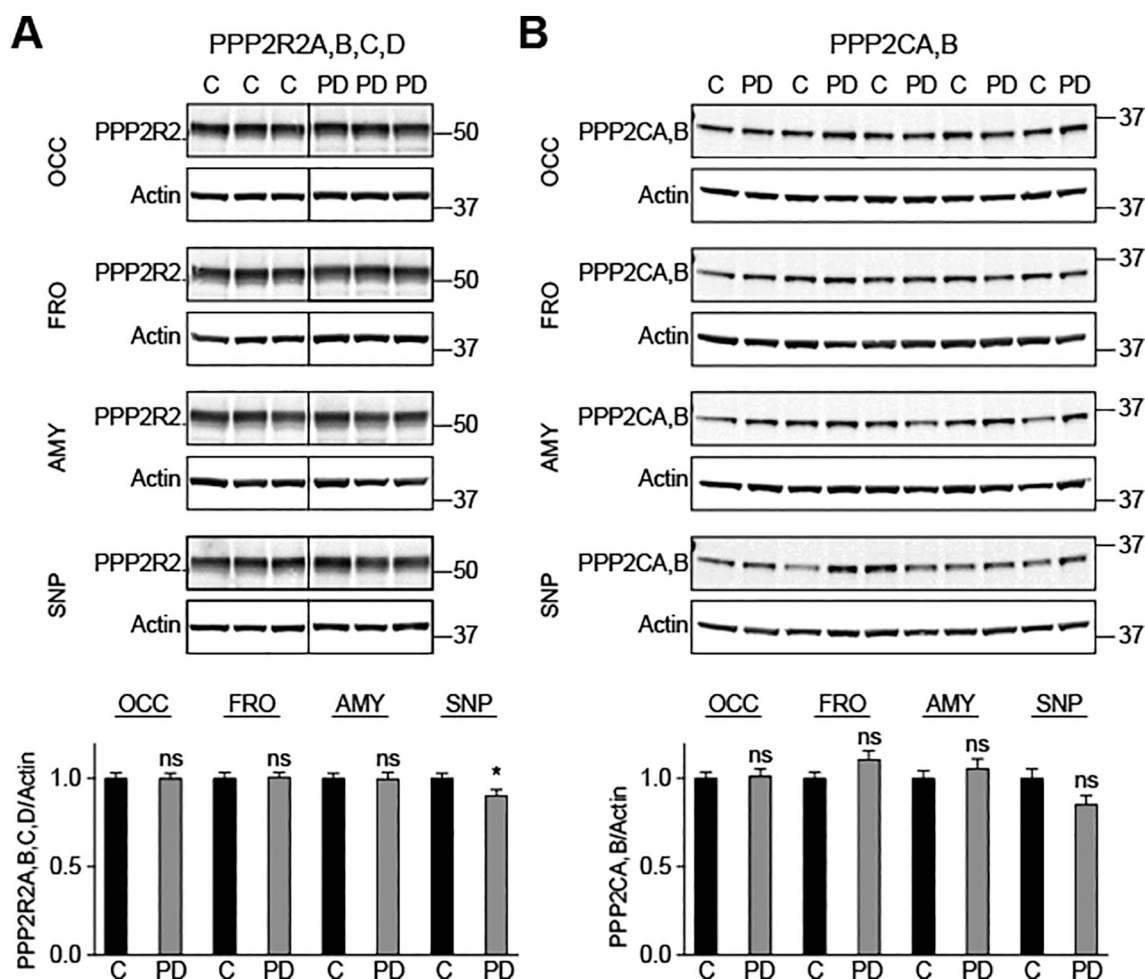 A
PPP2R2A,B,C,D
C C C PD PD PD
OCC
PPP2R2
50
Actin
37
FRO
PPP2R2
50
Actin
37
AMY
PPP2R2
50
Actin
37
SNP
PPP2R2
50
Actin
37
OCC FRO AMY SNP
PPP2R2A,B,C,D/Actin
1.0
0.5
0.0
ns ns ns *
C PD C PD C PD C PD
B
PPP2CA,B
C PD C PD C PD C PD C PD
OCC
PPP2CA,B
37
Actin
37
FRO
PPP2CA,B
37
Actin
37
AMY
PPP2CA,B
37
Actin
37
SNP
PPP2CA,B
37
Actin
37
OCC FRO AMY SNP
PPP2CA,B/Actin
1.0
0.5
0.0
ns ns ns ns
C PD C PD C PD C PD